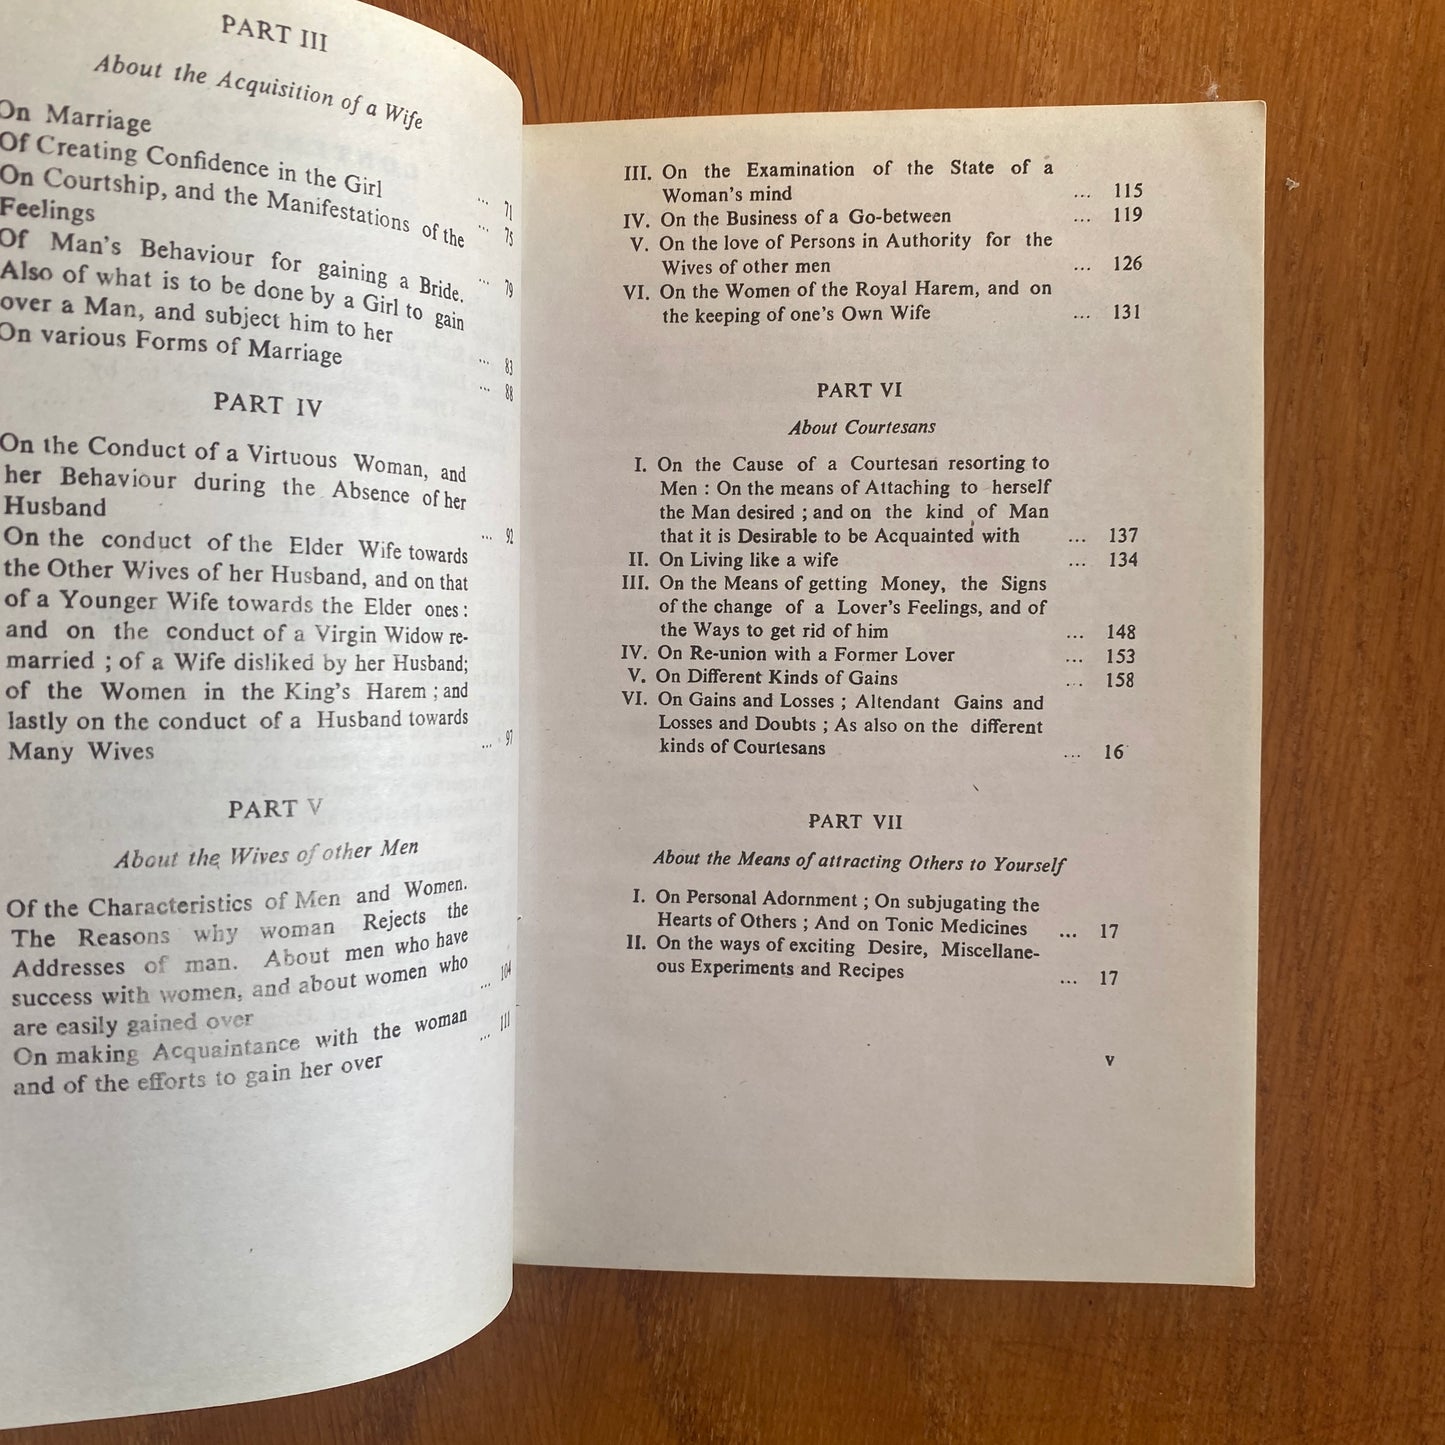 PART III
About the Acquisition of a Wife
On Marriage ... 71
Of Creating Confidence in the Girl ... 75
On Courtship, and the Manifestations of the
Feelings ... 79
Of Man's Behaviour for gaining a Bride.
Also of what is to be done by a Girl to gain
over a Man, and subject him to her ... 83
On various Forms of Marriage ... 88
PART IV
On the Conduct of a Virtuous Woman, and
her Behaviour during the Absence of her
Husband ... 92
On the conduct of the Elder Wife towards
the Other Wives of her Husband, and on that
of a Younger Wife towards the Elder ones :
and on the conduct of a Virgin Widow re-
married ; of a Wife disliked by her Husband;
of the Women in the King's Harem ; and
lastly on the conduct of a Husband towards
Many Wives ... 97
PART V
About the Wives of other Men
Of the Characteristics of Men and Women.
The Reasons why woman Rejects the
Addresses of man. About men who have
success with women, and about women who
are easily gained over ... 104
On making Acquaintance with the woman
and of the efforts to gain her over ... 111
III. On the Examination of the State of a
Woman's mind ... 115
IV. On the Business of a Go-between ... 119
V. On the love of Persons in Authority for the
Wives of other men ... 126
VI. On the Women of the Royal Harem, and on
the keeping of one's Own Wife ... 131
PART VI
About Courtesans
I. On the Cause of a Courtesan resorting to
Men : On the means of Attaching to herself
the Man desired ; and on the kind of Man
that it is Desirable to be Acquainted with ... 137
II. On Living like a wife ... 134
III. On the Means of getting Money, the Signs
of the change of a Lover's Feelings, and of
the Ways to get rid of him ... 148
IV. On Re-union with a Former Lover ... 153
V. On Different Kinds of Gains ... 158
VI. On Gains and Losses ; Altendant Gains and
Losses and Doubts ; As also on the different
kinds of Courtesans ... 16
PART VII
About the Means of attracting Others to Yourself
I. On Personal Adornment ; On subjugating the
Hearts of Others ; And on Tonic Medicines ... 17
II. On the ways of exciting Desire, Miscellane-
ous Experiments and Recipes ... 17
v